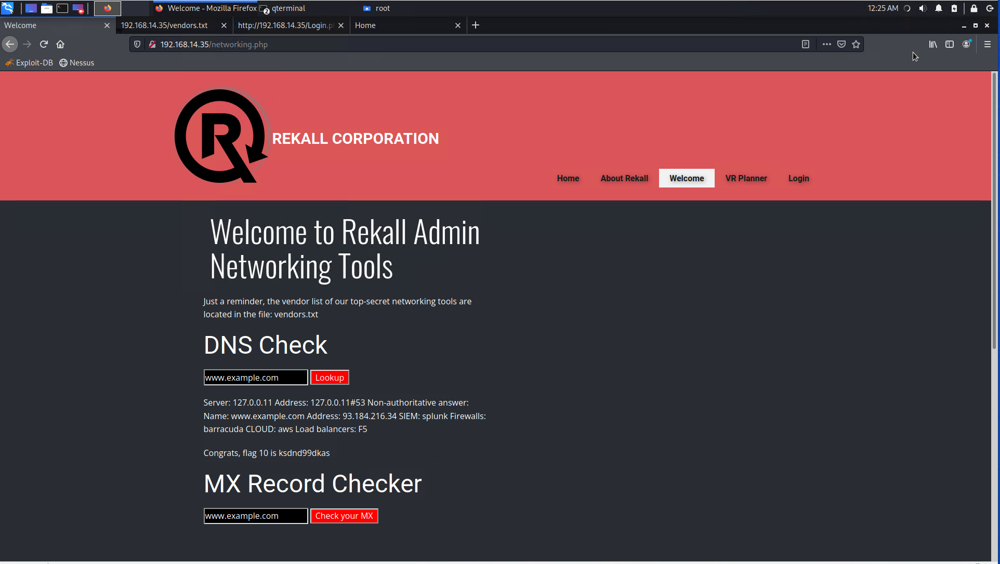 Welcome - Mozilla Firefox
2
qterminal
root
12:25 AM
Welcome
192.168.14.35/vendors.txt
http://192.168.14.35/Login.p
Home
192.168.14.35/networking.php
Exploit-DB
Nessus
R
REKALL CORPORATION
Home
About Rekall
Welcome
VR Planner
Login
Welcome to Rekall Admin
Networking Tools
Just a reminder, the vendor list of our top-secret networking tools are
located in the file: vendors.txt
DNS Check
www.example.com
Lookup
Server: 127.0.0.11 Address: 127.0.0.11#53 Non-authoritative answer:
Name: www.example.com Address: 93.184.216.34 SIEM: splunk Firewalls:
barracuda CLOUD: aws Load balancers: F5
Congrats, flag 10 is ksdnd99dkas
MX Record Checker
www.example.com
Check your MX